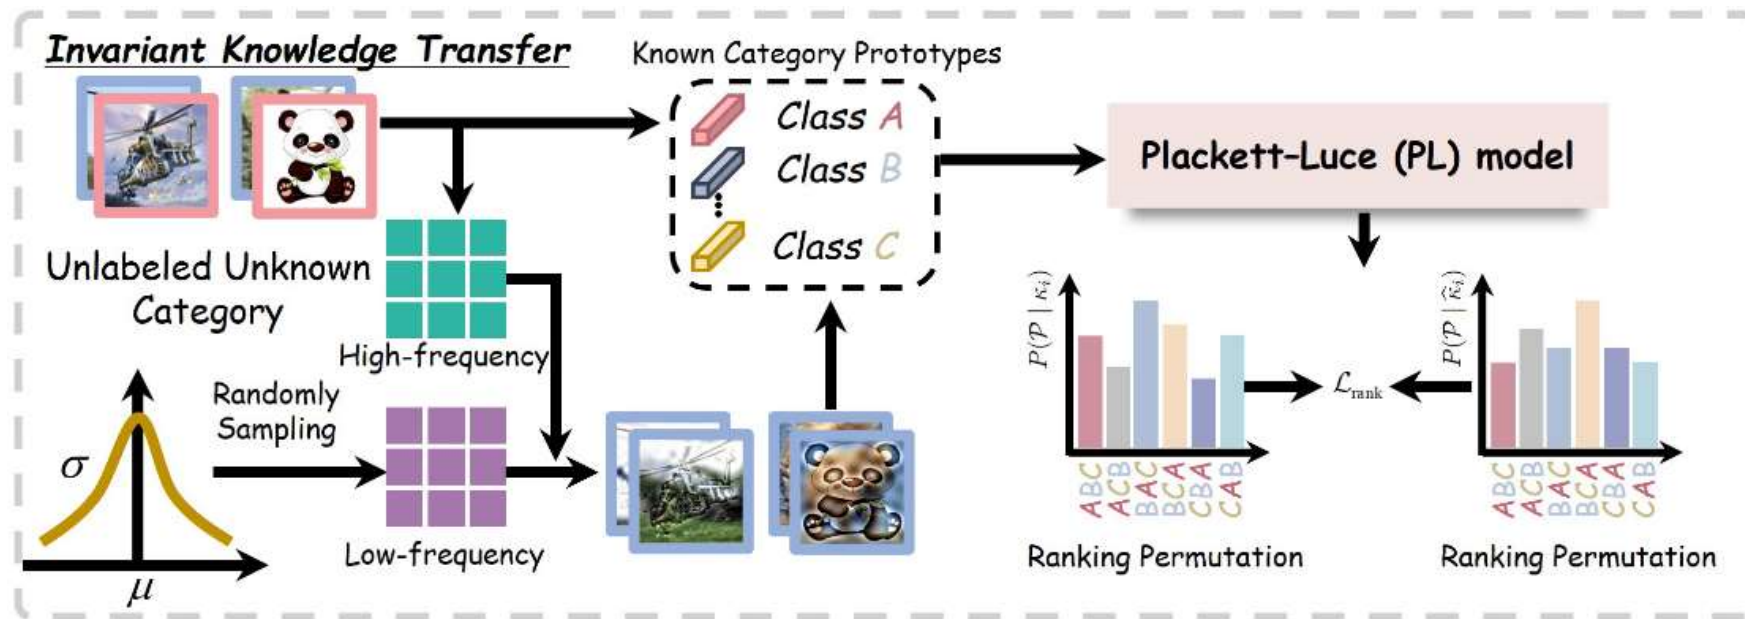 Invariant Knowledge Transfer
Known Category Prototypes
Class A
Class B
Class C
Plackett-Luce (PL) model
Unlabeled Unknown
Category
High-frequency
Randomly
Sampling
Low-frequency
σ
μ
P(𝒫 | κᵢ)
ABC
ACB
BAC
BCA
CBA
CAB
Ranking Permutation
ℒrank
P(𝒫 | κ̂ᵢ)
ABC
ACB
BAC
BCA
CBA
CAB
Ranking Permutation